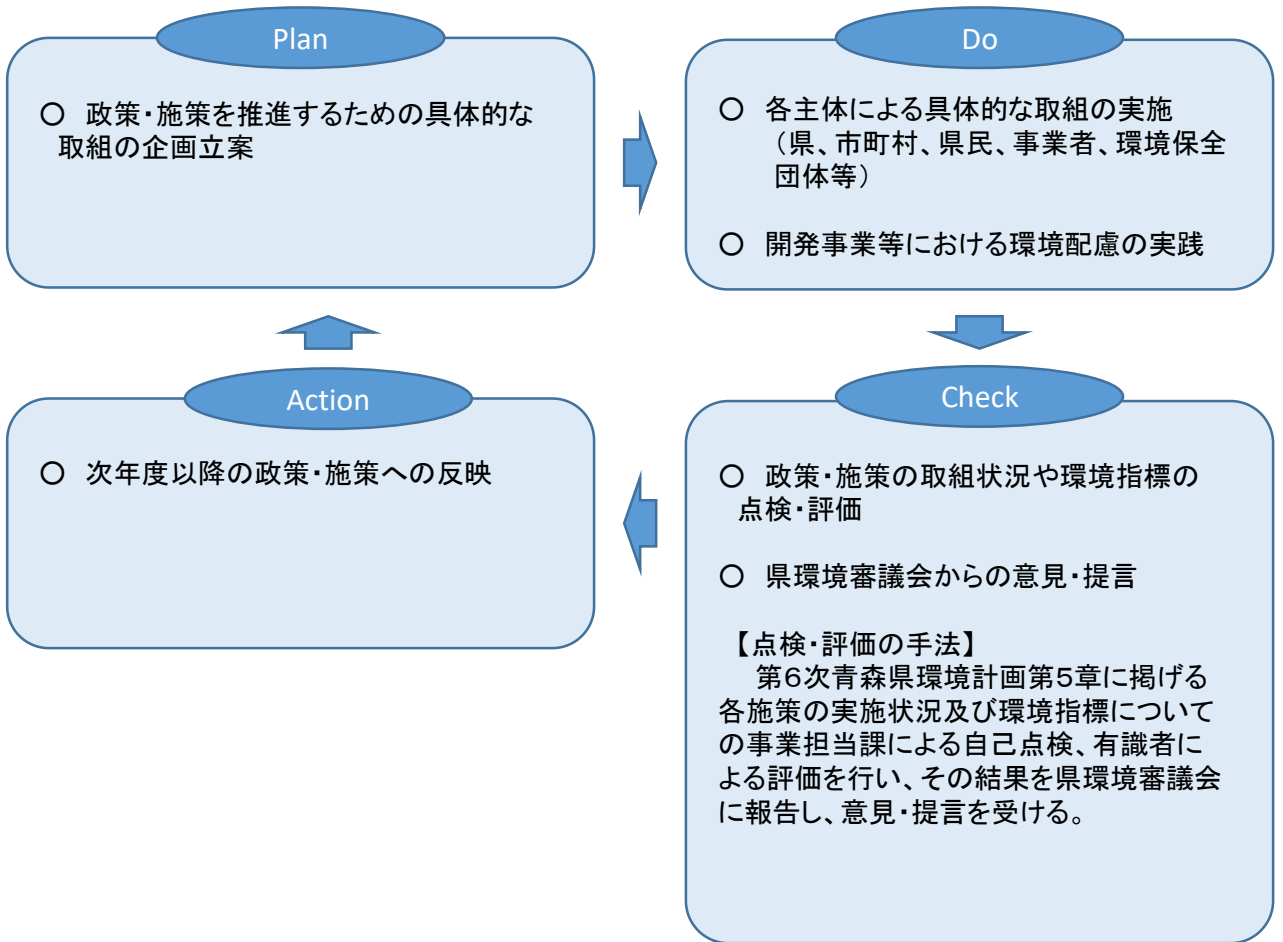 Plan
○ 政策・施策を推進するための具体的な
取組の企画立案
Do
○ 各主体による具体的な取組の実施
（県、市町村、県民、事業者、環境保全
団体等）
○ 開発事業等における環境配慮の実践
Action
○ 次年度以降の政策・施策への反映
Check
○ 政策・施策の取組状況や環境指標の
点検・評価
○ 県環境審議会からの意見・提言
【点検・評価の手法】
第６次青森県環境計画第５章に掲げる
各施策の実施状況及び環境指標について
の事業担当課による自己点検、有識者に
よる評価を行い、その結果を県環境審議会
に報告し、意見・提言を受ける。